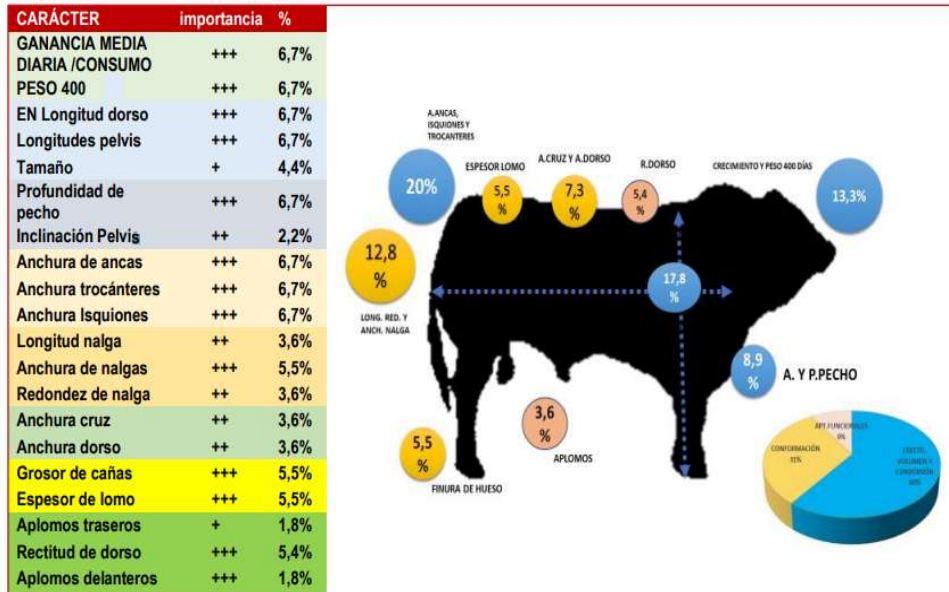 CARÁCTER importancia %
GANANCIA MEDIA
DIARIA /CONSUMO +++ 6,7%
PESO 400 +++ 6,7%
EN Longitud dorso +++ 6,7%
Longitudes pelvis +++ 6,7%
Tamaño + 4,4%
Profundidad de
pecho +++ 6,7%
Inclinación Pelvis ++ 2,2%
Anchura de ancas +++ 6,7%
Anchura trocánteres +++ 6,7%
Anchura Isquiones +++ 6,7%
Longitud nalga ++ 3,6%
Anchura de nalgas +++ 5,5%
Redondez de nalga ++ 3,6%
Anchura cruz ++ 3,6%
Anchura dorso ++ 3,6%
Grosor de cañas +++ 5,5%
Espesor de lomo +++ 5,5%
Aplomos traseros + 1,8%
Rectitud de dorso +++ 5,4%
Aplomos delanteros +++ 1,8%
A.ANCAS,
ISQUIONES Y
TROCANTERES
20%
ESPESOR LOMO
5,5
%
A.CRUZ Y A.DORSO
7,3
%
R.DORSO
5,4
%
CRECIMIENTO Y PESO 400 DÍAS
13,3%
12,8
%
LONG. RED. Y
ANCH. NALGA
17,8
%
8,9
%
A. Y P.PECHO
3,6
%
APLOMOS
5,5
%
FINURA DE HUESO
APT.FUNCIONALES
CONFORMACIÓN
VOLUMEN Y
CONVERSIÓN